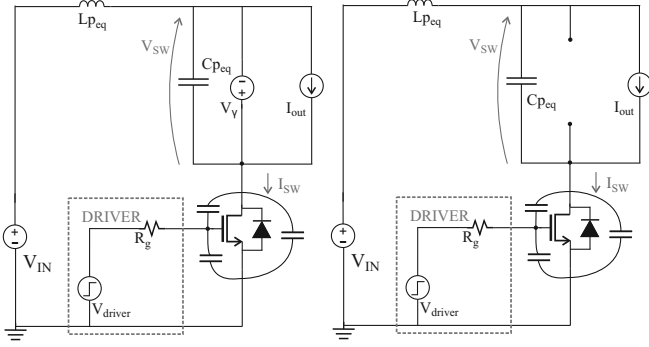 Lp_eq
V_SW
Cp_eq
V_γ
I_out
I_SW
DRIVER
R_g
V_IN
V_driver
Lp_eq
V_SW
Cp_eq
I_out
I_SW
DRIVER
R_g
V_IN
V_driver